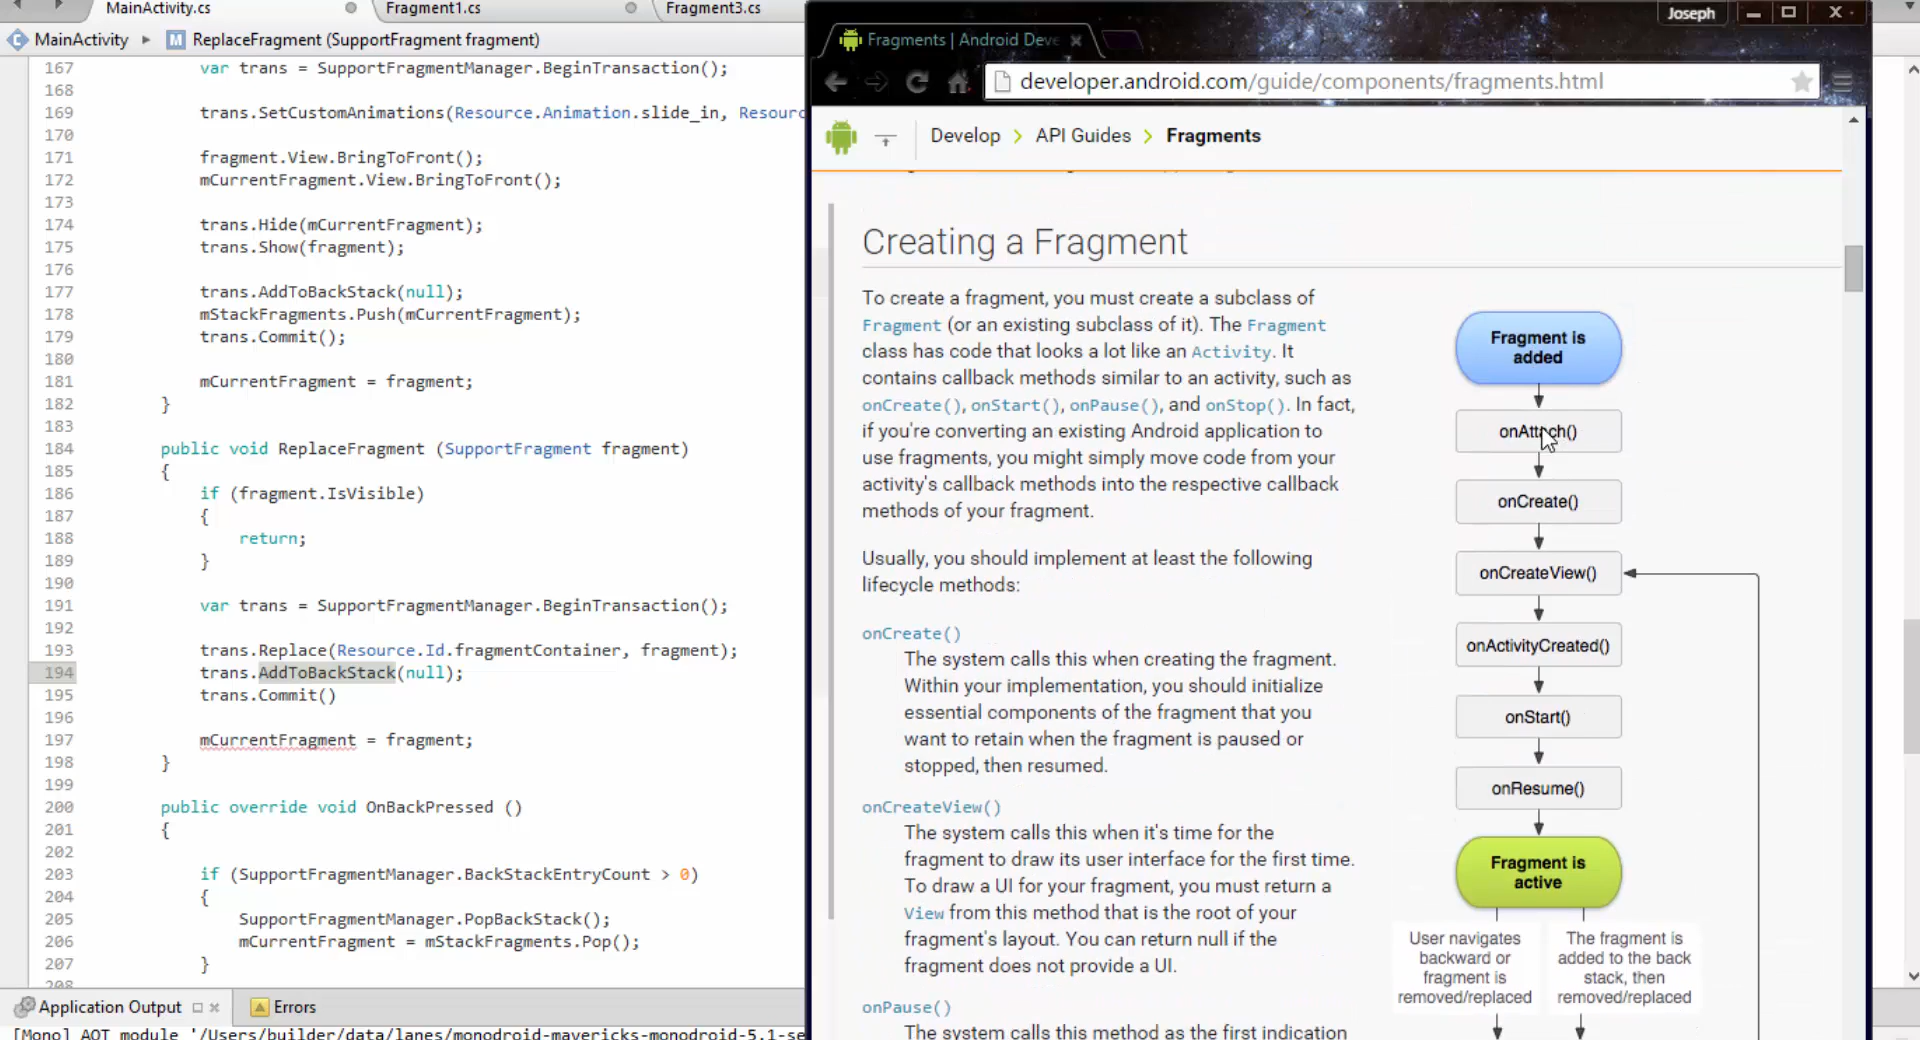 MainActivity.cs
Fragment1.cs
Fragment3.cs
MainActivity
M
ReplaceFragment (SupportFragment fragment)
167 var trans = SupportFragmentManager.BeginTransaction();
168
169 trans.SetCustomAnimations(Resource.Animation.slide_in, Resourc
170
171 fragment.View.BringToFront();
172 mCurrentFragment.View.BringToFront();
173
174 trans.Hide(mCurrentFragment);
175 trans.Show(fragment);
176
177 trans.AddToBackStack(null);
178 mStackFragments.Push(mCurrentFragment);
179 trans.Commit();
180
181 mCurrentFragment = fragment;
182 }
183
184 public void ReplaceFragment (SupportFragment fragment)
185 {
186 if (fragment.IsVisible)
187 {
188 return;
189 }
190
191 var trans = SupportFragmentManager.BeginTransaction();
192
193 trans.Replace(Resource.Id.fragmentContainer, fragment);
194 trans.AddToBackStack(null);
195 trans.Commit()
196
197 mCurrentFragment = fragment;
198 }
199
200 public override void OnBackPressed ()
201 {
202
203 if (SupportFragmentManager.BackStackEntryCount > 0)
204 {
205 SupportFragmentManager.PopBackStack();
206 mCurrentFragment = mStackFragments.Pop();
207 }
208
Application Output
Errors
[Mono] AOT module '/Users/builder/data/lanes/monodroid-mavericks-monodroid-5.1-se
Joseph
Fragments | Android Deve
developer.android.com/guide/components/fragments.html
Develop > API Guides > Fragments
Creating a Fragment
To create a fragment, you must create a subclass of
Fragment (or an existing subclass of it). The Fragment
class has code that looks a lot like an Activity. It
contains callback methods similar to an activity, such as
onCreate(), onStart(), onPause(), and onStop(). In fact,
if you're converting an existing Android application to
use fragments, you might simply move code from your
activity's callback methods into the respective callback
methods of your fragment.
Usually, you should implement at least the following
lifecycle methods:
onCreate()
The system calls this when creating the fragment.
Within your implementation, you should initialize
essential components of the fragment that you
want to retain when the fragment is paused or
stopped, then resumed.
onCreateView()
The system calls this when it's time for the
fragment to draw its user interface for the first time.
To draw a UI for your fragment, you must return a
View from this method that is the root of your
fragment's layout. You can return null if the
fragment does not provide a UI.
onPause()
The system calls this method as the first indication
Fragment is
added
onAttach()
onCreate()
onCreateView()
onActivityCreated()
onStart()
onResume()
Fragment is
active
User navigates
backward or
fragment is
removed/replaced
The fragment is
added to the back
stack, then
removed/replaced